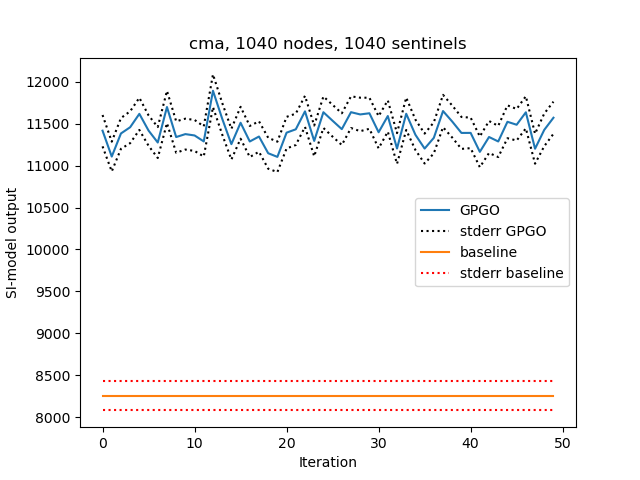 cma, 1040 nodes, 1040 sentinels
12000
11500
11000
10500
10000
9500
9000
8500
8000
SI-model output
GPGO
stderr GPGO
baseline
stderr baseline
0 10 20 30 40 50
Iteration